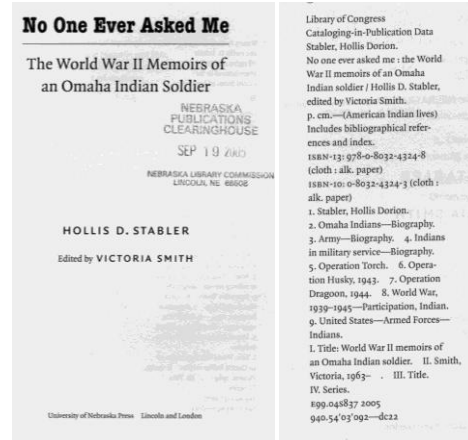 No One Ever Asked Me
The World War II Memoirs of
an Omaha Indian Soldier
NEBRASKA
PUBLICATIONS
CLEARINGHOUSE
SEP 19 2005
NEBRASKA LIBRARY COMMISSION
LINCOLN, NE 68508
HOLLIS D. STABLER
Edited by VICTORIA SMITH
University of Nebraska Press Lincoln and London
Library of Congress
Cataloging-in-Publication Data
Stabler, Hollis Dorion.
No one ever asked me : the World
War II memoirs of an Omaha
Indian soldier / Hollis D. Stabler,
edited by Victoria Smith.
p. cm.—(American Indian lives)
Includes bibliographical refer-
ences and index.
ISBN-13: 978-0-8032-4324-8
(cloth : alk. paper)
ISBN-10: 0-8032-4324-3 (cloth :
alk. paper)
1. Stabler, Hollis Dorion.
2. Omaha Indians—Biography.
3. Army—Biography. 4. Indians
in military service—Biography.
5. Operation Torch. 6. Opera-
tion Husky, 1943. 7. Operation
Dragoon, 1944. 8. World War,
1939–1945—Participation, Indian.
9. United States—Armed Forces—
Indians.
I. Title: World War II memoirs of
an Omaha Indian soldier. II. Smith,
Victoria, 1963– . III. Title.
IV. Series.
E99.04S837 2005
940.54'03'092—dc22